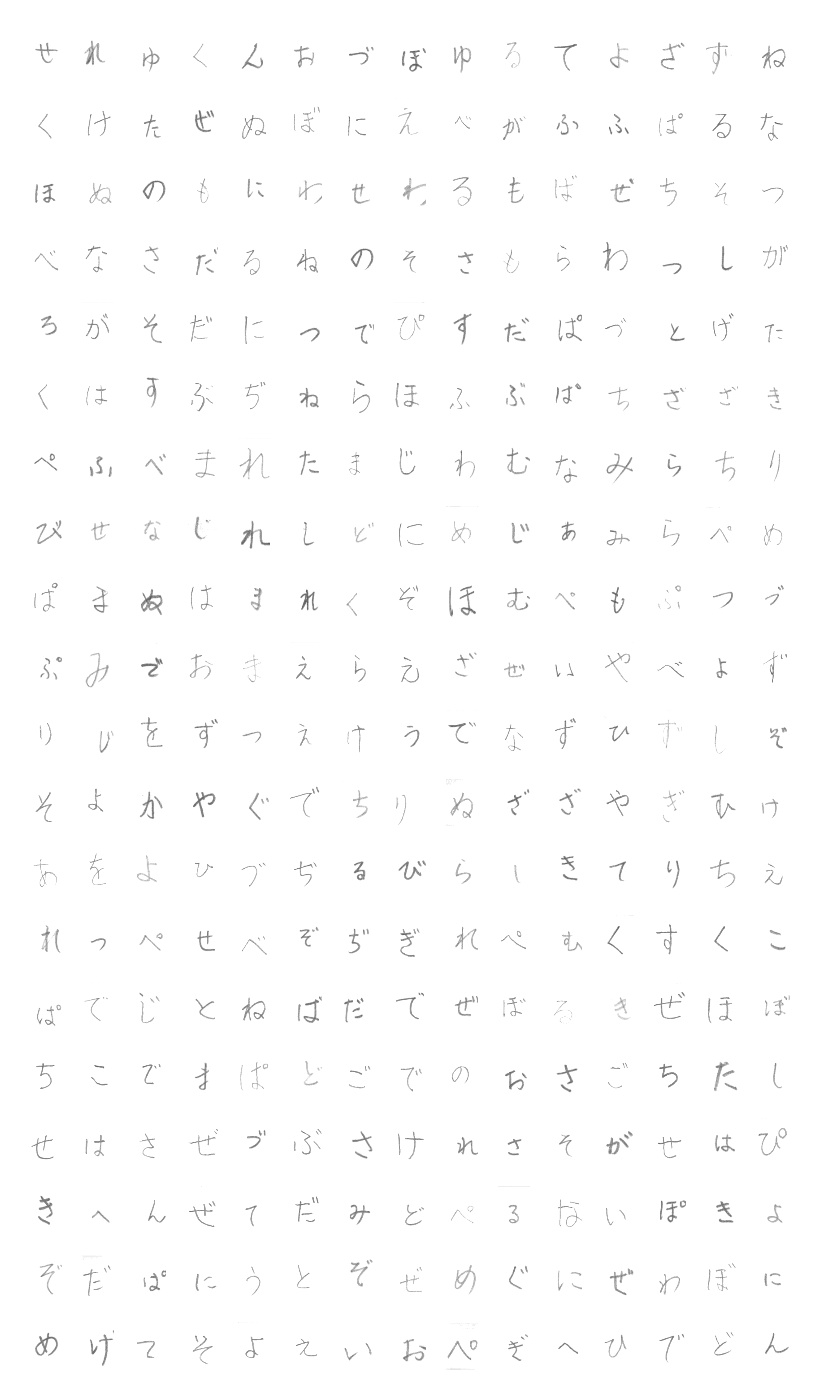 せれゅくんおづぼゆるてよざずね
くけたぜぬぼにえべがふふぱるな
ほぬのもにわせわるもばぜちそつ
べなさだるねのそさもらわっしが
ろがそだにつでぴすだぱづとげた
くはすぶぢねらほふぶぱちざざき
ぺふべまれたまじわむなみらちり
びせなじれしどにめじぁみらぺめ
ぱまぬはまれくぞほむぺもぷつづ
ぷみでおまえらえざぜいやべょず
りじをずつえけうでなずひずしぞ
そよかやぐでちりぬざざやぎむけ
あをよひづぢるびらしきてりちえ
れっぺせべぞぢぎれぺむくすくこ
ぱでじとねばだでぜぼるきぜほぼ
ちこでまぱどごでのおさごちたし
せはさぜづぶさけれさそがせはぴ
きへんぜてだみどぺるないぽきよ
ぞだぱにうとぞぜめぐにぜわぼに
めげてそよえいおぺぎへひでどん